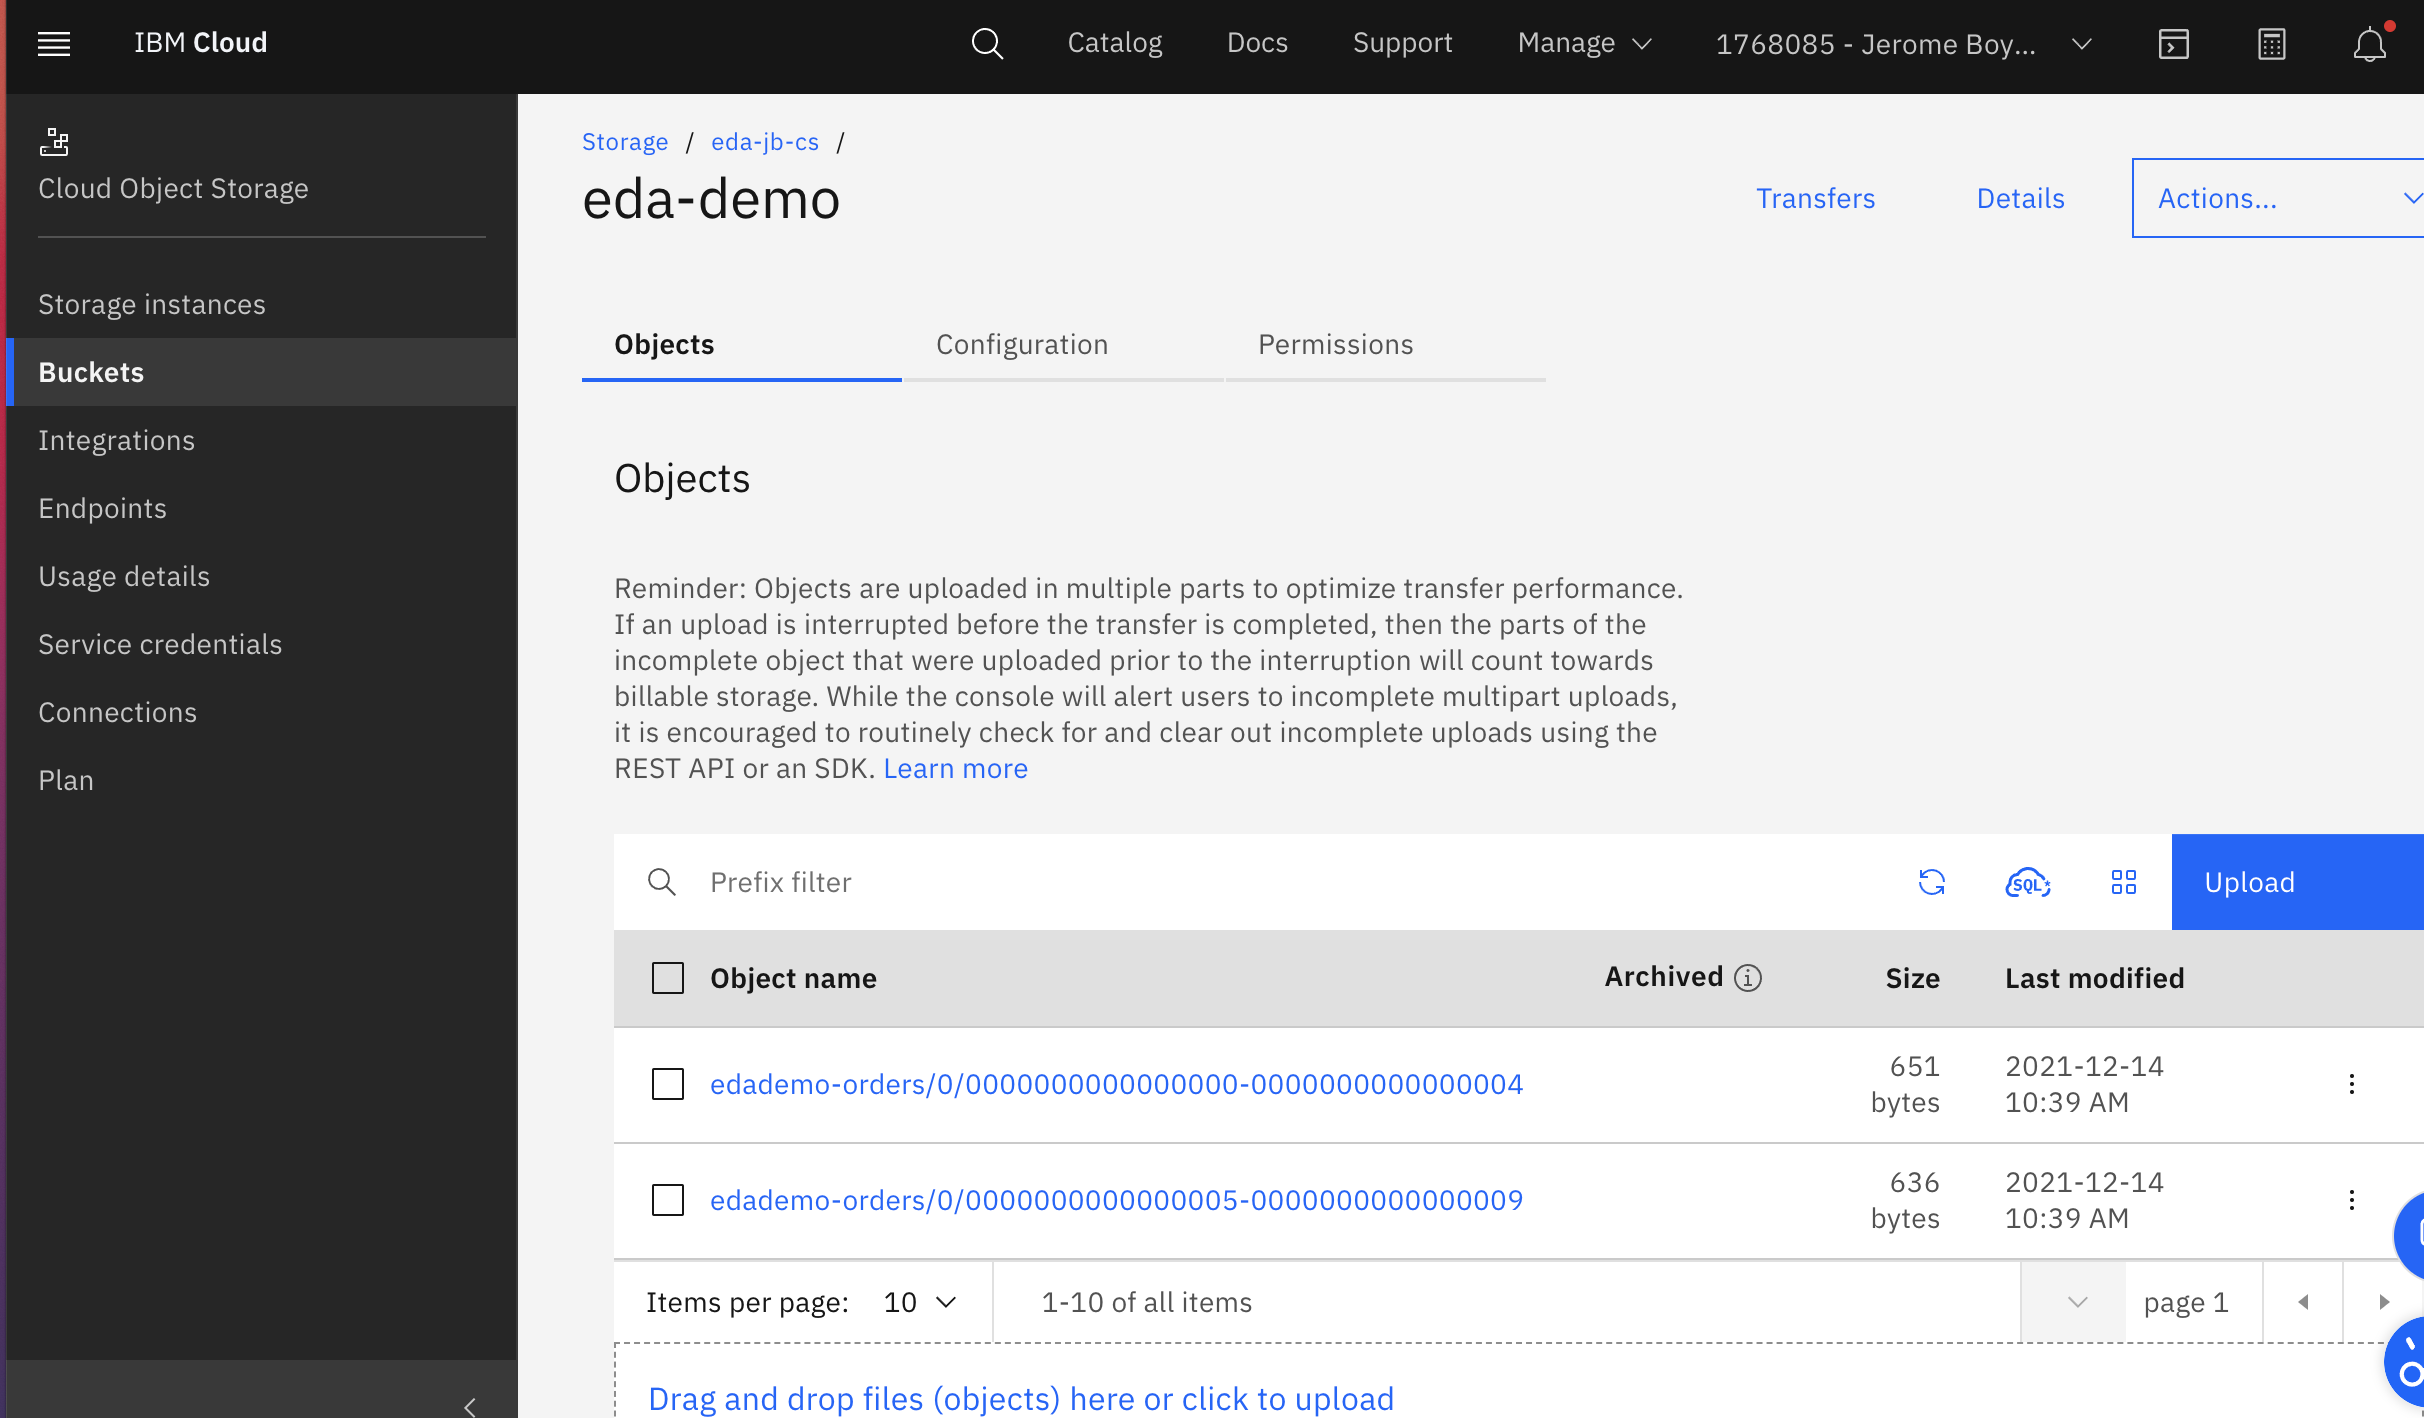 IBM Cloud
Catalog
Docs
Support
Manage
1768085 - Jerome Boy...
Cloud Object Storage
Storage instances
Buckets
Integrations
Endpoints
Usage details
Service credentials
Connections
Plan
Storage / eda-jb-cs /
eda-demo
Transfers
Details
Actions...
Objects
Configuration
Permissions
Objects
Reminder: Objects are uploaded in multiple parts to optimize transfer performance.
If an upload is interrupted before the transfer is completed, then the parts of the
incomplete object that were uploaded prior to the interruption will count towards
billable storage. While the console will alert users to incomplete multipart uploads,
it is encouraged to routinely check for and clear out incomplete uploads using the
REST API or an SDK. Learn more
Prefix filter
SQL
Upload
Object name
Archived
Size
Last modified
edademo-orders/0/0000000000000000-0000000000000004
651
bytes
2021-12-14
10:39 AM
edademo-orders/0/0000000000000005-0000000000000009
636
bytes
2021-12-14
10:39 AM
Items per page: 10
1-10 of all items
page 1
Drag and drop files (objects) here or click to upload